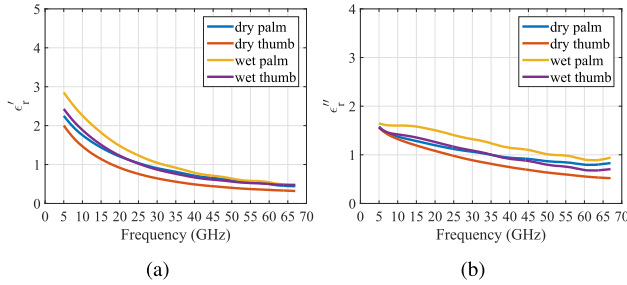 5
4
3
2
1
0
ϵ′r
dry palm
dry thumb
wet palm
wet thumb
0 5 10 15 20 25 30 35 40 45 50 55 60 65 70
Frequency (GHz)
(a)
4
3
2
1
0
ϵ″r
dry palm
dry thumb
wet palm
wet thumb
0 5 10 15 20 25 30 35 40 45 50 55 60 65 70
Frequency (GHz)
(b)